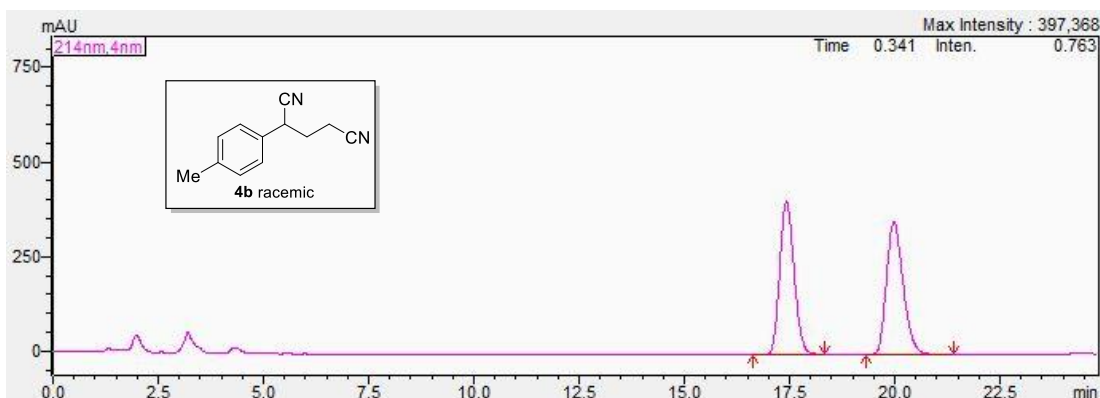 mAU
Max Intensity : 397,368
214nm,4nm
Time 0.341 Inten. 0.763
750
500
250
0
CN
CN
Me
4b racemic
0.0 2.5 5.0 7.5 10.0 12.5 15.0 17.5 20.0 22.5 min